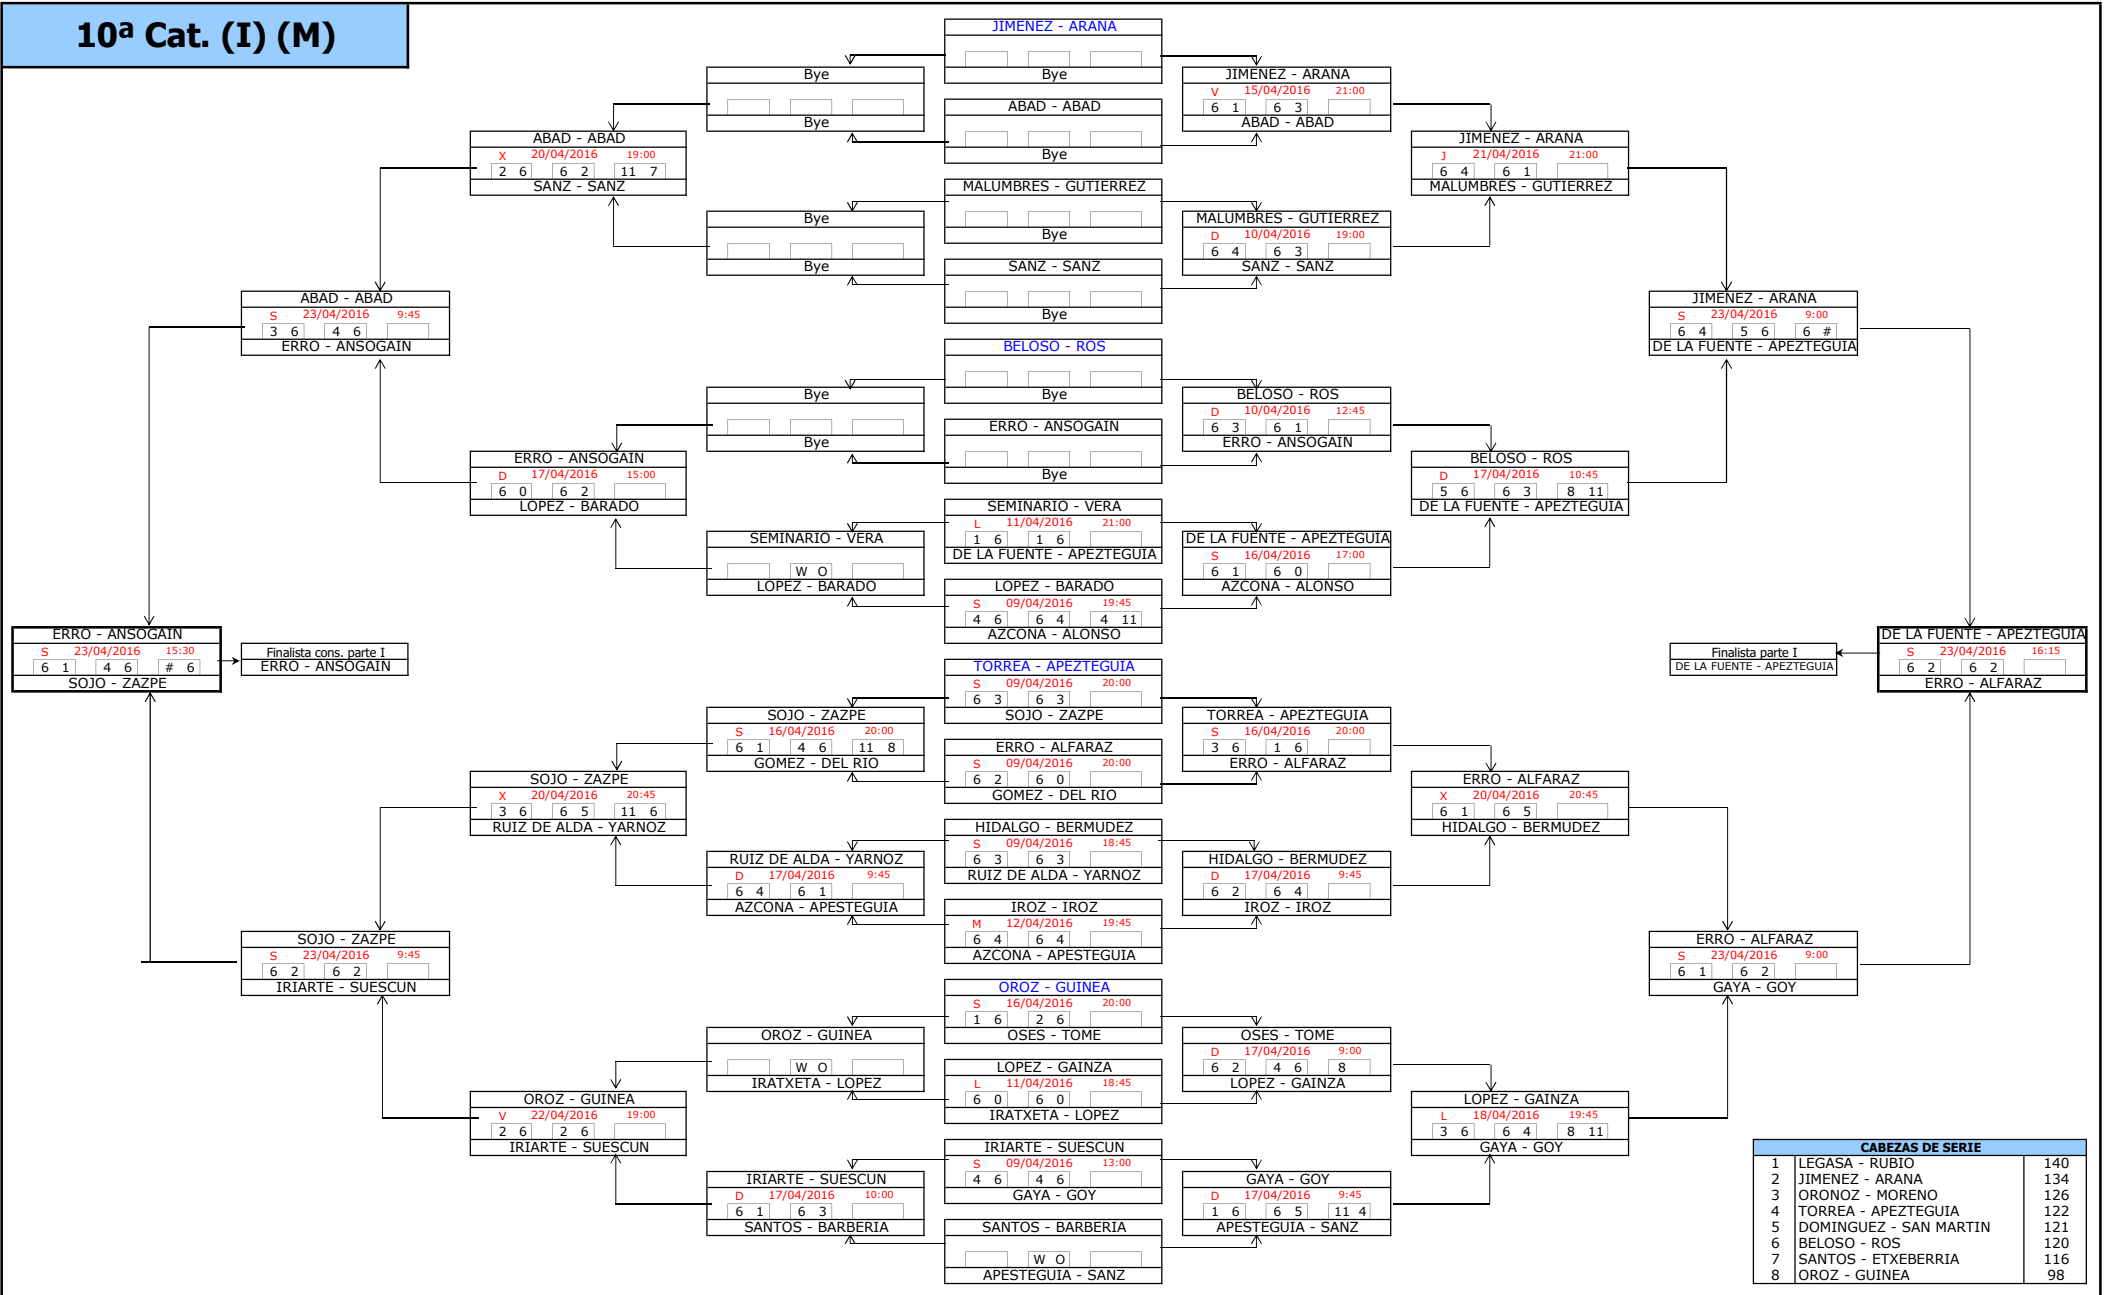 10ª Cat. (I) (M)
JIMENEZ - ARANA
Bye
ABAD - ABAD
Bye
MALUMBRES - GUTIERREZ
Bye
SANZ - SANZ
Bye
BELOSO - ROS
Bye
ERRO - ANSOGAIN
Bye
SEMINARIO - VERA
L 11/04/2016 21:00
1 6 1 6
DE LA FUENTE - APEZTEGUIA
LOPEZ - BARADO
S 09/04/2016 19:45
4 6 6 4 4 11
AZCONA - ALONSO
TORREA - APEZTEGUIA
S 09/04/2016 20:00
6 3 6 3
SOJO - ZAZPE
ERRO - ALFARAZ
S 09/04/2016 20:00
6 2 6 0
GOMEZ - DEL RIO
HIDALGO - BERMUDEZ
S 09/04/2016 18:45
6 3 6 3
RUIZ DE ALDA - YARNOZ
IROZ - IROZ
M 12/04/2016 19:45
6 4 6 4
AZCONA - APESTEGUIA
OROZ - GUINEA
S 16/04/2016 20:00
1 6 2 6
OSES - TOME
LOPEZ - GAINZA
L 11/04/2016 18:45
6 0 6 0
IRATXETA - LOPEZ
IRIARTE - SUESCUN
S 09/04/2016 13:00
4 6 4 6
GAYA - GOY
SANTOS - BARBERIA
W O
APESTEGUIA - SANZ
Bye
Bye
Bye
Bye
Bye
Bye
SEMINARIO - VERA
W O
LOPEZ - BARADO
SOJO - ZAZPE
S 16/04/2016 20:00
6 1 4 6 11 8
GOMEZ - DEL RIO
RUIZ DE ALDA - YARNOZ
D 17/04/2016 9:45
6 4 6 1
AZCONA - APESTEGUIA
OROZ - GUINEA
W O
IRATXETA - LOPEZ
IRIARTE - SUESCUN
D 17/04/2016 10:00
6 1 6 3
SANTOS - BARBERIA
ABAD - ABAD
X 20/04/2016 19:00
2 6 6 2 11 7
SANZ - SANZ
ERRO - ANSOGAIN
D 17/04/2016 15:00
6 0 6 2
LOPEZ - BARADO
SOJO - ZAZPE
X 20/04/2016 20:45
3 6 6 5 11 6
RUIZ DE ALDA - YARNOZ
OROZ - GUINEA
V 22/04/2016 19:00
2 6 2 6
IRIARTE - SUESCUN
ABAD - ABAD
S 23/04/2016 9:45
3 6 4 6
ERRO - ANSOGAIN
SOJO - ZAZPE
S 23/04/2016 9:45
6 2 6 2
IRIARTE - SUESCUN
ERRO - ANSOGAIN
S 23/04/2016 15:30
6 1 4 6 # 6
SOJO - ZAZPE
Finalista cons. parte I
ERRO - ANSOGAIN
JIMENEZ - ARANA
V 15/04/2016 21:00
6 1 6 3
ABAD - ABAD
MALUMBRES - GUTIERREZ
D 10/04/2016 19:00
6 4 6 3
SANZ - SANZ
BELOSO - ROS
D 10/04/2016 12:45
6 3 6 1
ERRO - ANSOGAIN
DE LA FUENTE - APEZTEGUIA
S 16/04/2016 17:00
6 1 6 0
AZCONA - ALONSO
TORREA - APEZTEGUIA
S 16/04/2016 20:00
3 6 1 6
ERRO - ALFARAZ
HIDALGO - BERMUDEZ
D 17/04/2016 9:45
6 2 6 4
IROZ - IROZ
OSES - TOME
D 17/04/2016 9:00
6 2 4 6 8
LOPEZ - GAINZA
GAYA - GOY
D 17/04/2016 9:45
1 6 6 5 11 4
APESTEGUIA - SANZ
JIMENEZ - ARANA
J 21/04/2016 21:00
6 4 6 1
MALUMBRES - GUTIERREZ
BELOSO - ROS
D 17/04/2016 10:45
5 6 6 3 8 11
DE LA FUENTE - APEZTEGUIA
ERRO - ALFARAZ
X 20/04/2016 20:45
6 1 6 5
HIDALGO - BERMUDEZ
LOPEZ - GAINZA
L 18/04/2016 19:45
3 6 6 4 8 11
GAYA - GOY
JIMENEZ - ARANA
S 23/04/2016 9:00
6 4 5 6 6 #
DE LA FUENTE - APEZTEGUIA
ERRO - ALFARAZ
S 23/04/2016 9:00
6 1 6 2
GAYA - GOY
DE LA FUENTE - APEZTEGUIA
S 23/04/2016 16:15
6 2 6 2
ERRO - ALFARAZ
Finalista parte I
DE LA FUENTE - APEZTEGUIA
CABEZAS DE SERIE
1 LEGASA - RUBIO 140
2 JIMENEZ - ARANA 134
3 ORONOZ - MORENO 126
4 TORREA - APEZTEGUIA 122
5 DOMINGUEZ - SAN MARTIN 121
6 BELOSO - ROS 120
7 SANTOS - ETXEBERRIA 116
8 OROZ - GUINEA 98